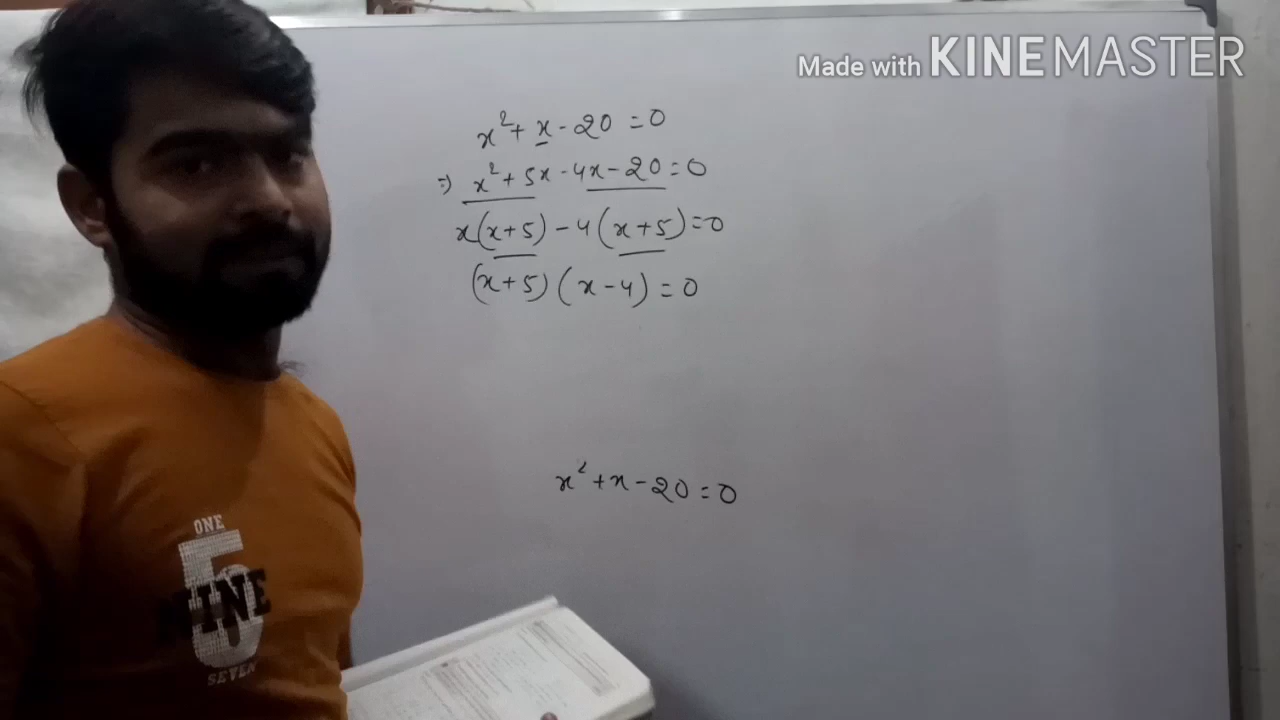 Made with KINEMASTER
x² + x - 20 = 0
⇒ x² + 5x - 4x - 20 = 0
x(x+5) - 4(x+5) = 0
(x+5)(x-4) = 0
x² + x - 20 = 0
ONE
5
NINE
SEVEN